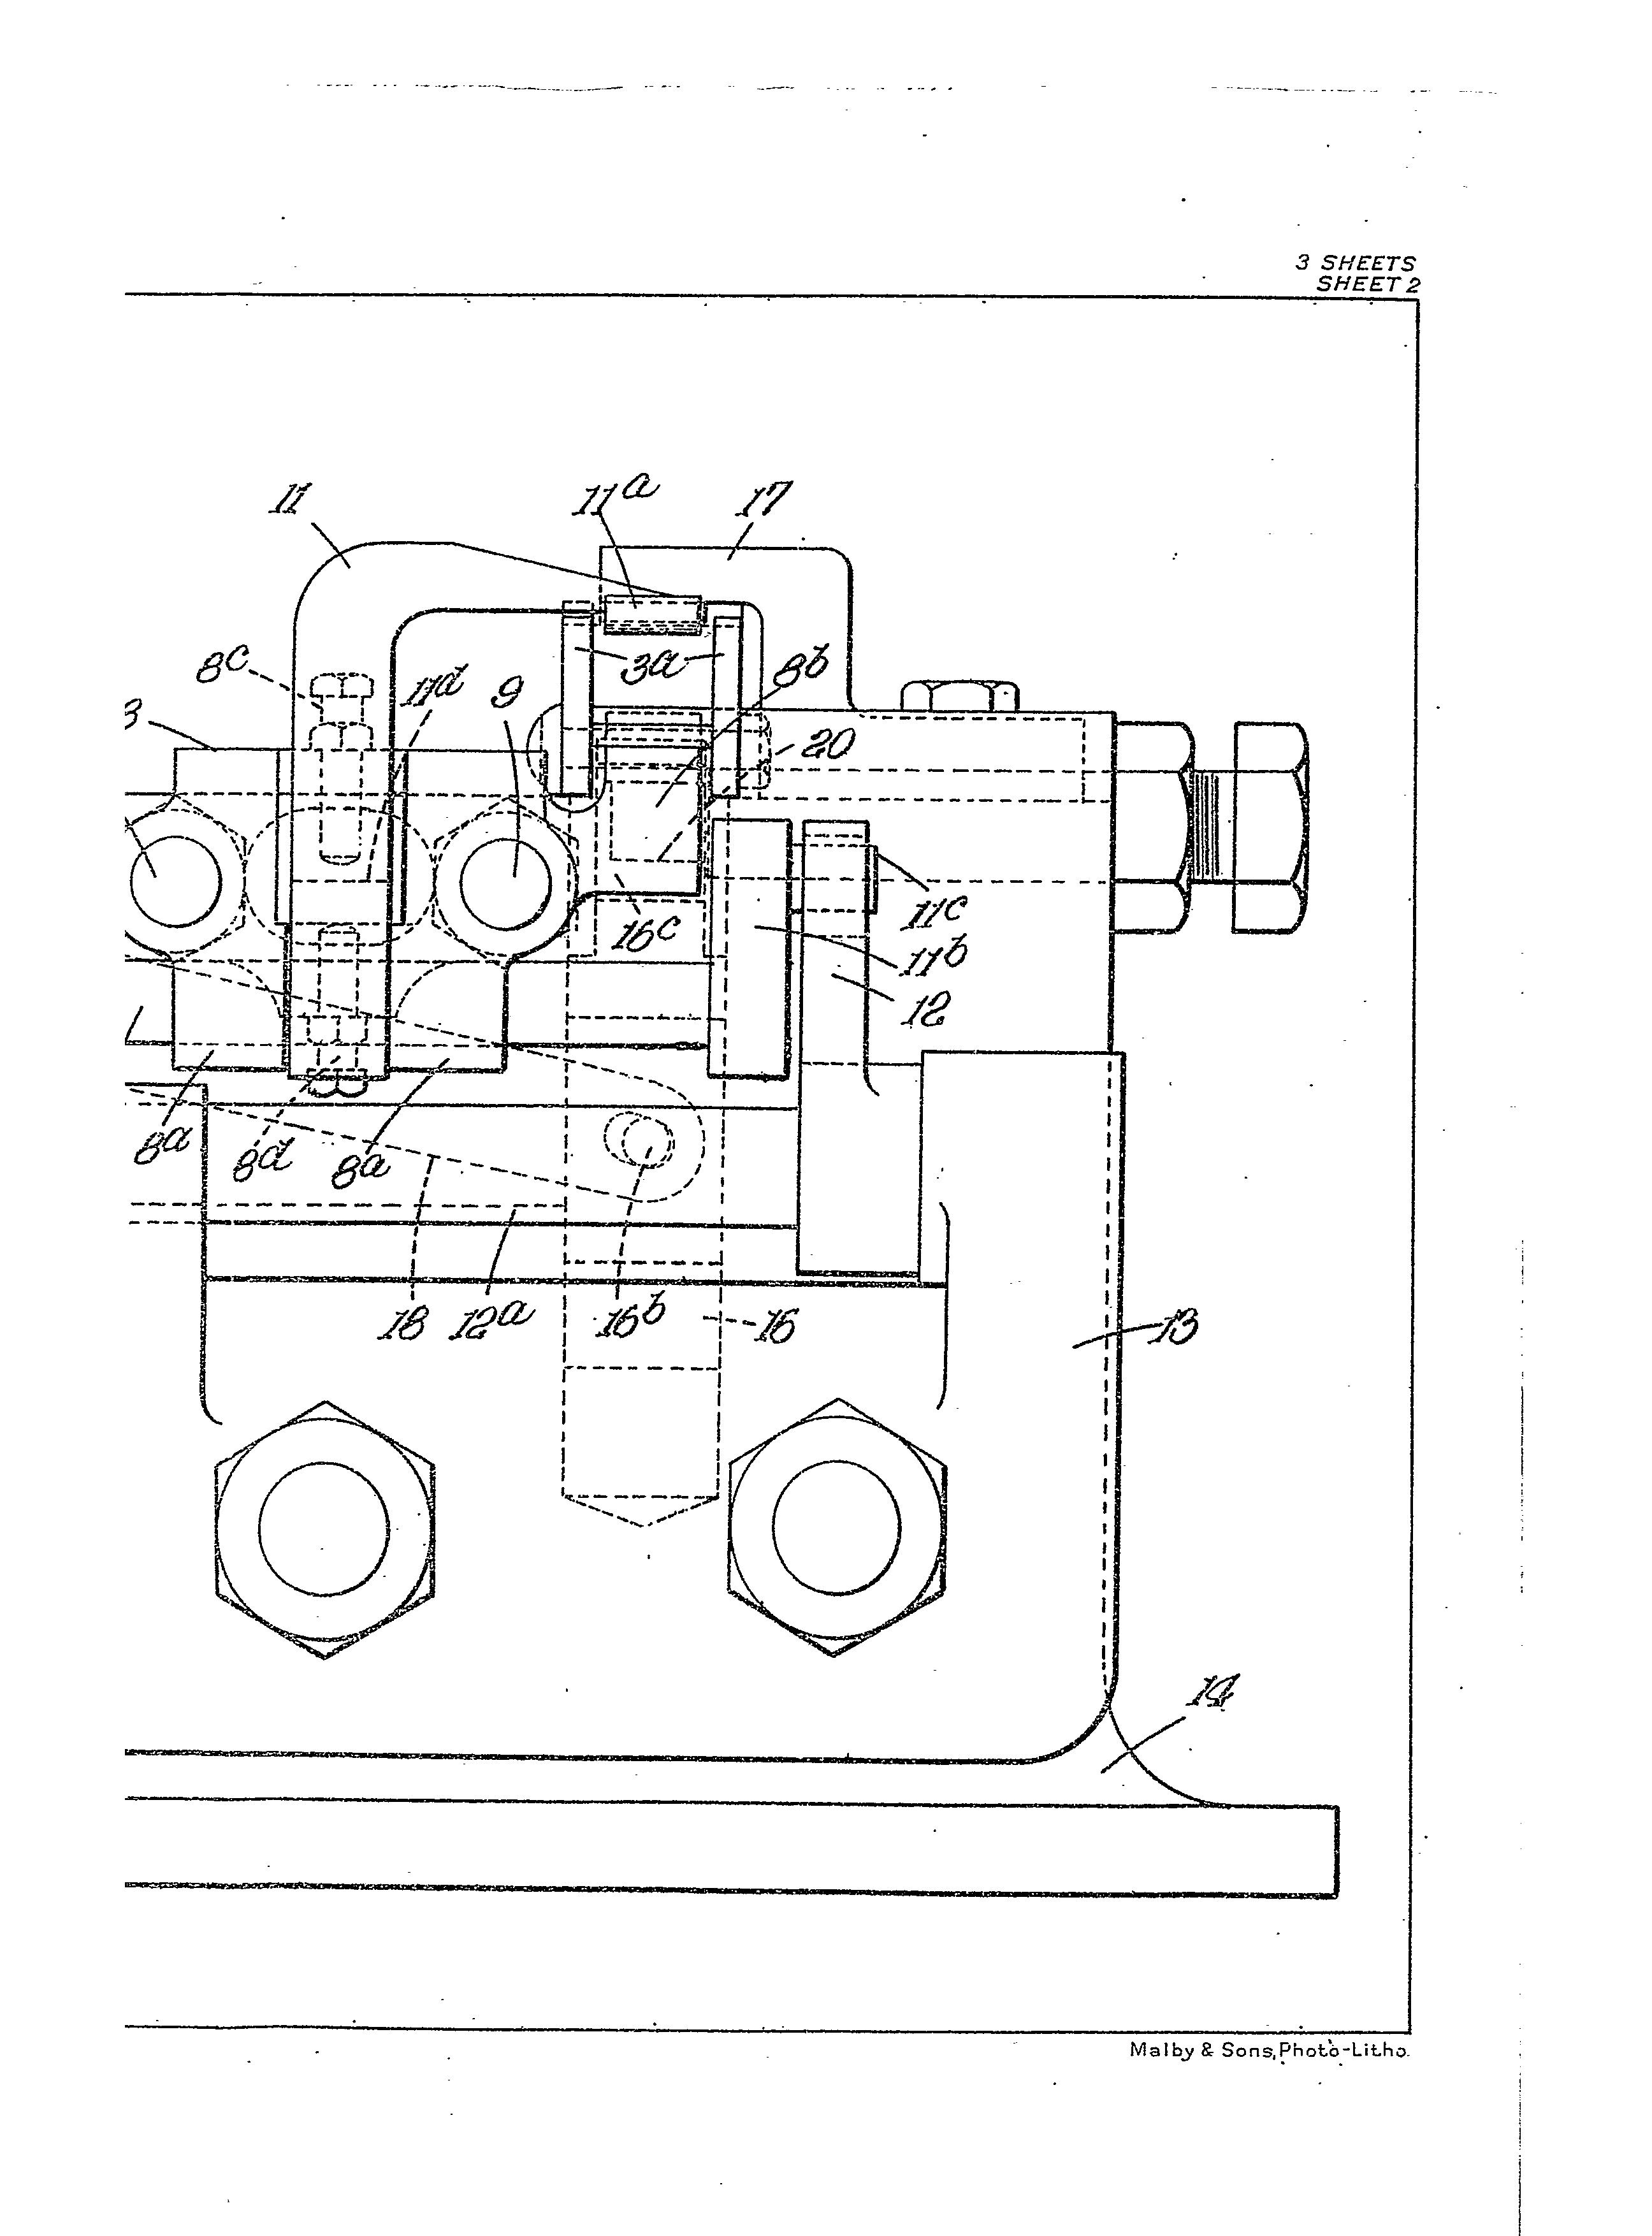 3 SHEETS
SHEET 2
11
11a
17
8c
11d
9
3a
8b
3
20
16c
11c
11b
12
8a
8d
8a
18
12a
16b
16
13
14
Malby & Sons, Photo-Litho.